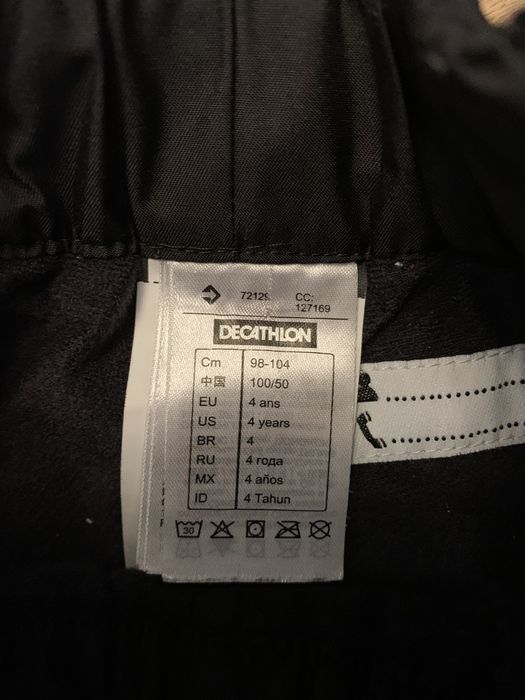 CC:
127169
DECATHLON
Cm 98-104
中国 100/50
EU 4 ans
US 4 years
BR 4
RU 4 года
MX 4 años
ID 4 Tahun
30